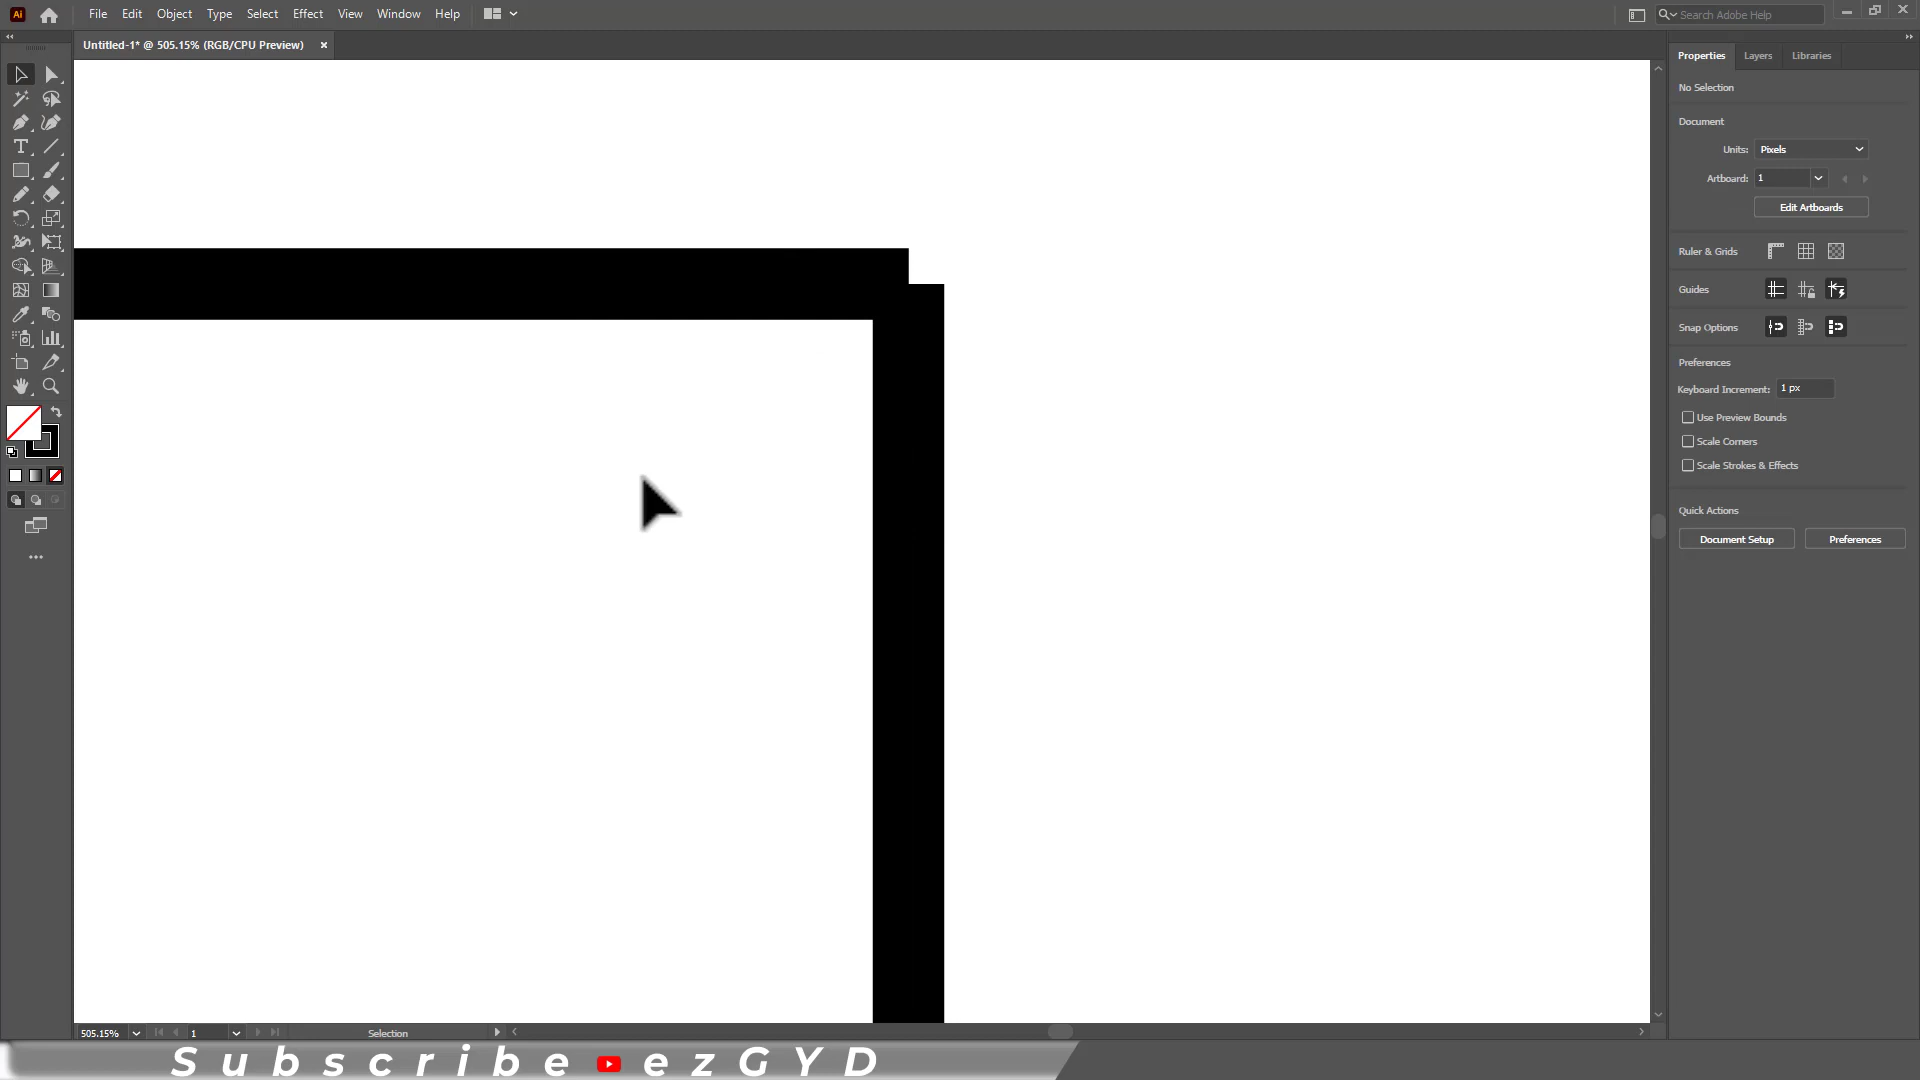 Ai File Edit Object Type Select Effect View Window Help Search Adobe Help
Untitled-1* @ 505.15% (RGB/CPU Preview) ×
Properties Layers Libraries
No Selection
Document
Units: Pixels
Artboard: 1
Edit Artboards
Ruler & Grids
Guides
Snap Options
Preferences
Keyboard Increment: 1 px
Use Preview Bounds
Scale Corners
Scale Strokes & Effects
Quick Actions
Document Setup Preferences
505.15% 1 Selection
Subscribe ezGYD